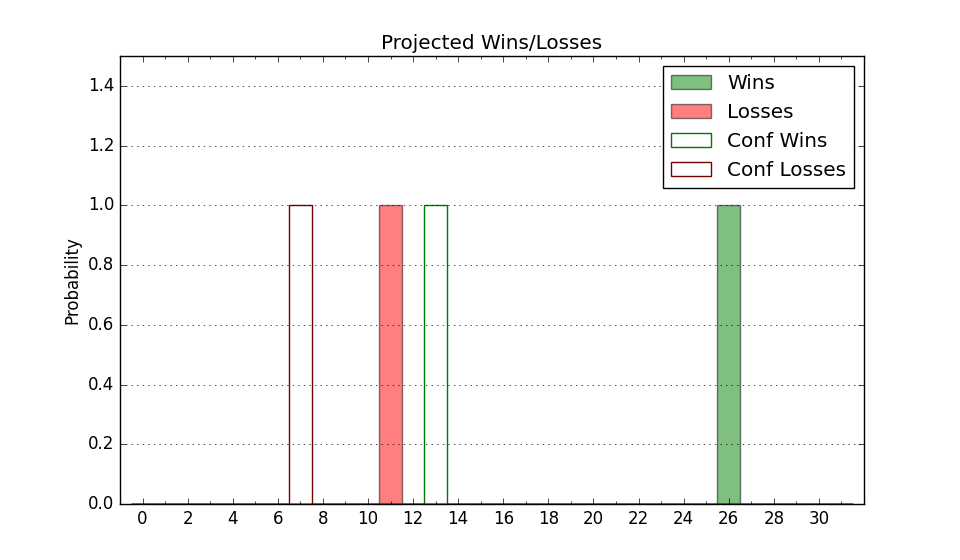 Projected Wins/Losses
Wins
Losses
Conf Wins
Conf Losses
Probability
1.4
1.2
1.0
0.8
0.6
0.4
0.2
0.0
0 2 4 6 8 10 12 14 16 18 20 22 24 26 28 30